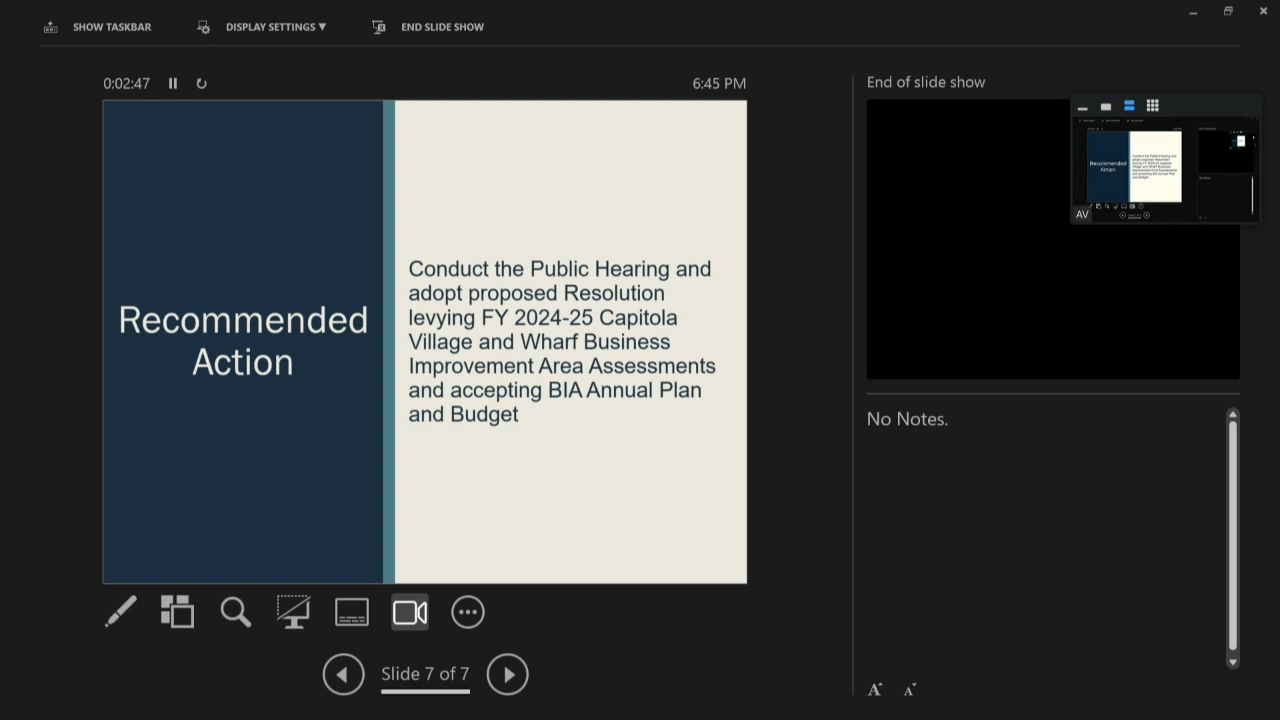 SHOW TASKBAR
DISPLAY SETTINGS ▼
END SLIDE SHOW
0:02:47
6:45 PM
End of slide show
Recommended
Action
Conduct the Public Hearing and
adopt proposed Resolution
levying FY 2024-25 Capitola
Village and Wharf Business
Improvement Area Assessments
and accepting BIA Annual Plan
and Budget
Recommended
Action
AV
No Notes.
Slide 7 of 7
A
A